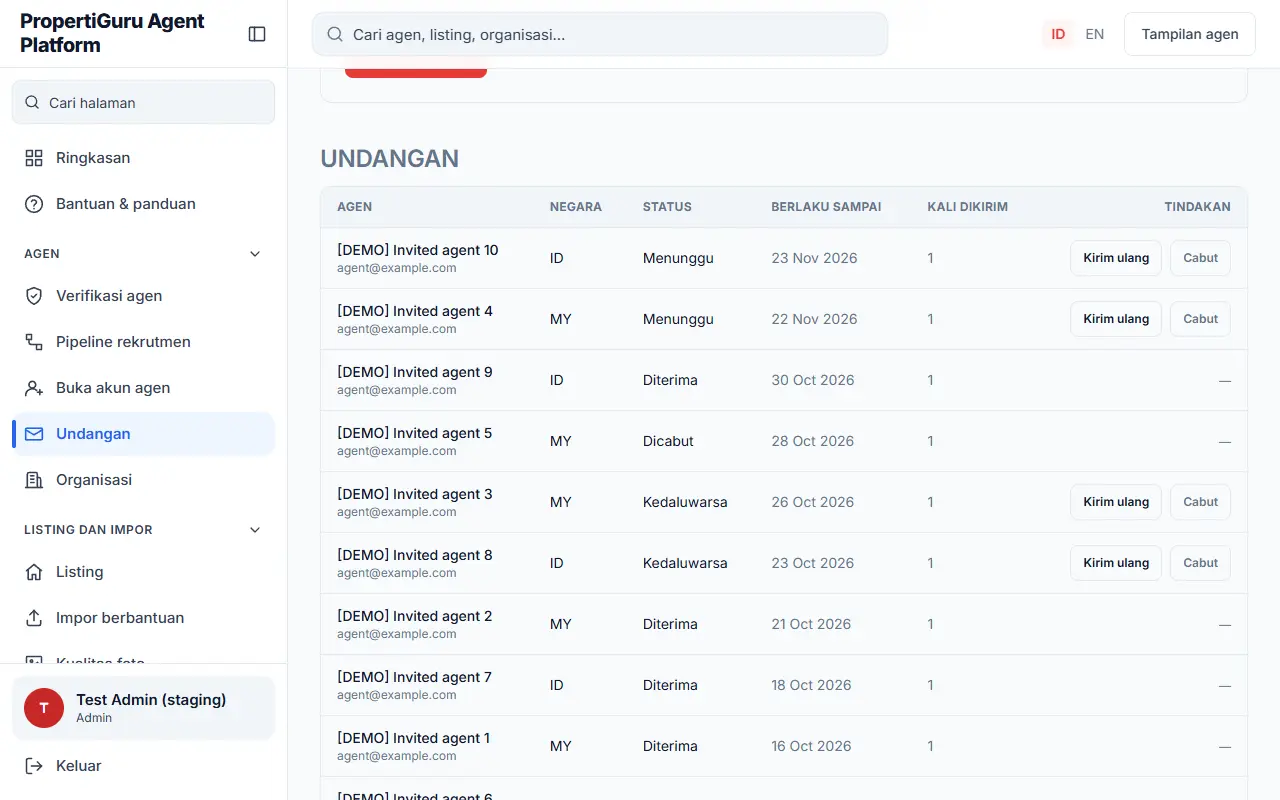 PropertiGuru Agent
Platform
Cari agen, listing, organisasi...
ID
EN
Tampilan agen
Cari halaman
Ringkasan
Bantuan & panduan
AGEN
Verifikasi agen
Pipeline rekrutmen
Buka akun agen
Undangan
Organisasi
LISTING DAN IMPOR
Listing
Impor berbantuan
Kualitas foto
Test Admin (staging)
T
Admin
Keluar
UNDANGAN
AGEN NEGARA STATUS BERLAKU SAMPAI KALI DIKIRIM TINDAKAN
[DEMO] Invited agent 10
agent@example.com
ID Menunggu 23 Nov 2026 1 Kirim ulang Cabut
[DEMO] Invited agent 4
agent@example.com
MY Menunggu 22 Nov 2026 1 Kirim ulang Cabut
[DEMO] Invited agent 9
agent@example.com
ID Diterima 30 Oct 2026 1 —
[DEMO] Invited agent 5
agent@example.com
MY Dicabut 28 Oct 2026 1 —
[DEMO] Invited agent 3
agent@example.com
MY Kedaluwarsa 26 Oct 2026 1 Kirim ulang Cabut
[DEMO] Invited agent 8
agent@example.com
ID Kedaluwarsa 23 Oct 2026 1 Kirim ulang Cabut
[DEMO] Invited agent 2
agent@example.com
MY Diterima 21 Oct 2026 1 —
[DEMO] Invited agent 7
agent@example.com
ID Diterima 18 Oct 2026 1 —
[DEMO] Invited agent 1
agent@example.com
MY Diterima 16 Oct 2026 1 —
[DEMO] Invited agent 6